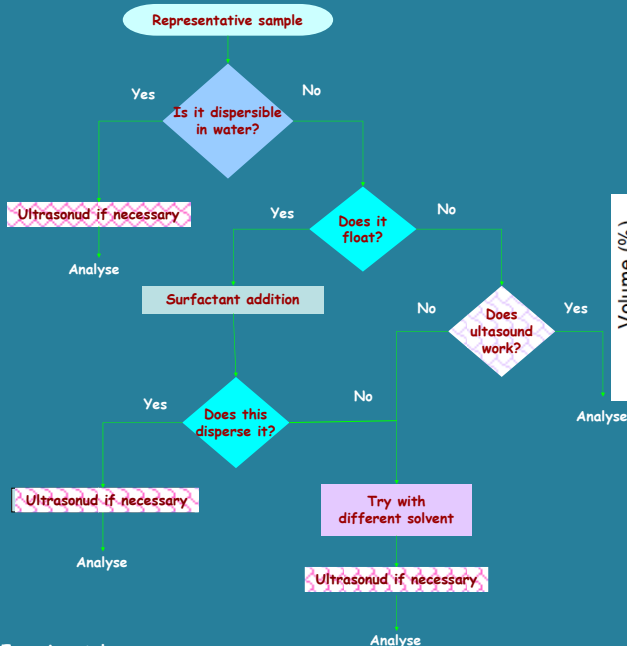 Representative sample
Yes
No
Is it dispersible
in water?
Ultrasonud if necessary
Analyse
Yes
Does it
float?
No
Volume (%)
Surfactant addition
No
Does
ultasound
work?
Yes
Analyse
Yes
Does this
disperse it?
No
Ultrasonud if necessary
Analyse
Try with
different solvent
Ultrasonud if necessary
Analyse